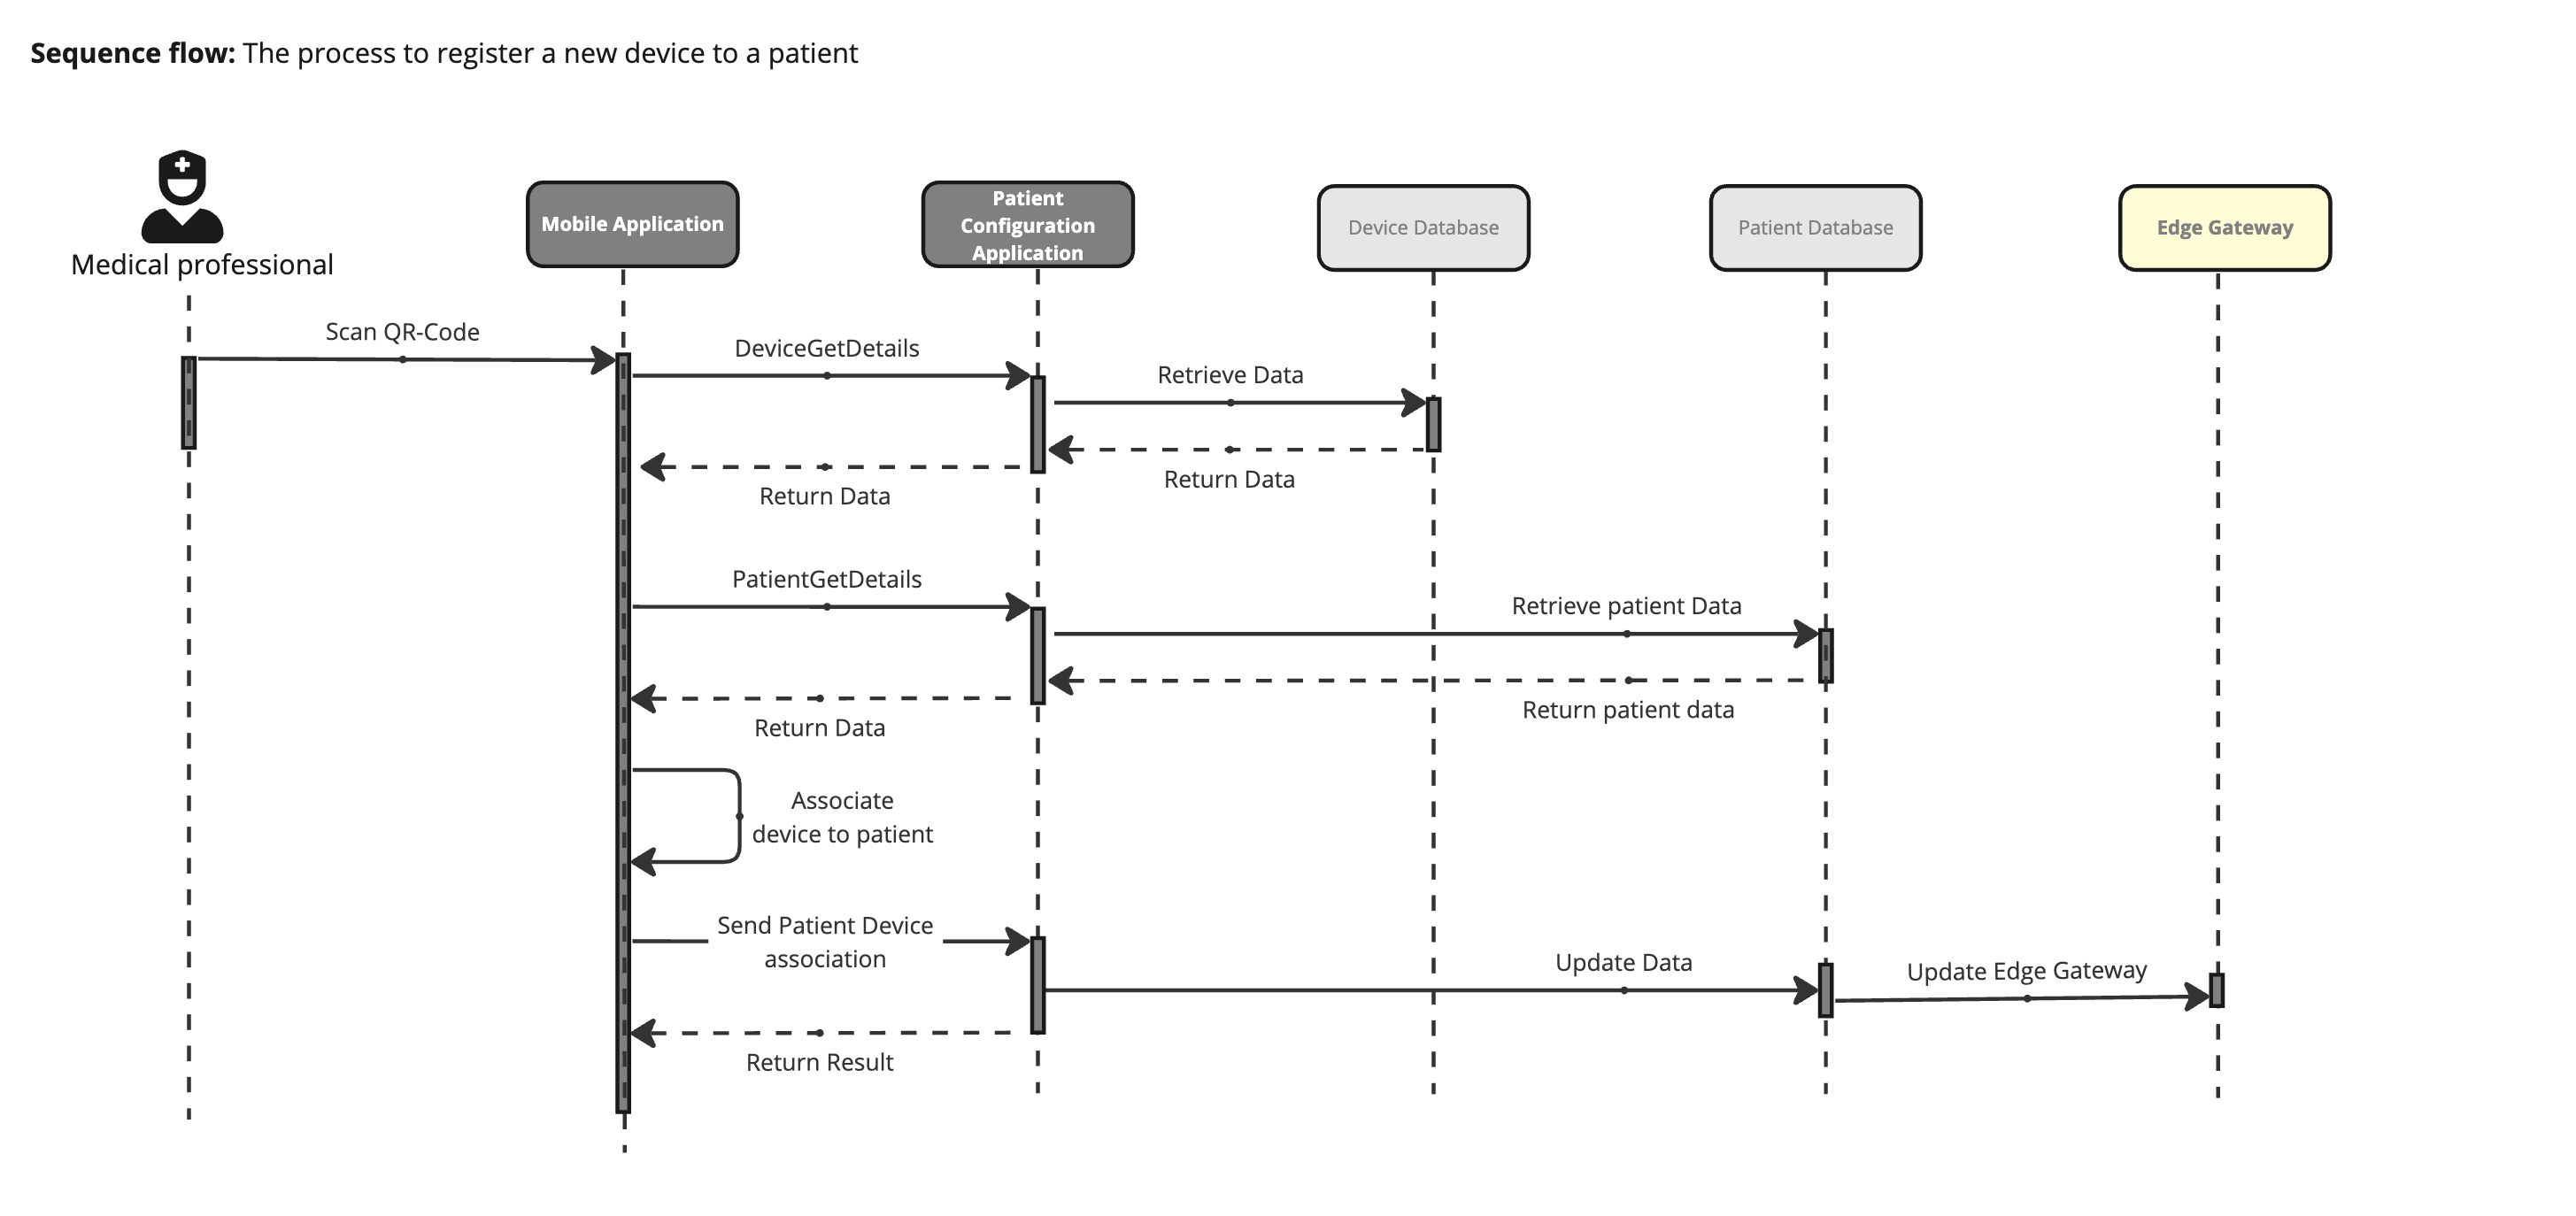 Sequence flow: The process to register a new device to a patient
Medical professional
Mobile Application
Patient
Configuration
Application
Device Database
Patient Database
Edge Gateway
Scan QR-Code
DeviceGetDetails
Retrieve Data
Return Data
Return Data
PatientGetDetails
Retrieve patient Data
Return patient data
Return Data
Associate
device to patient
Send Patient Device
association
Update Data
Update Edge Gateway
Return Result